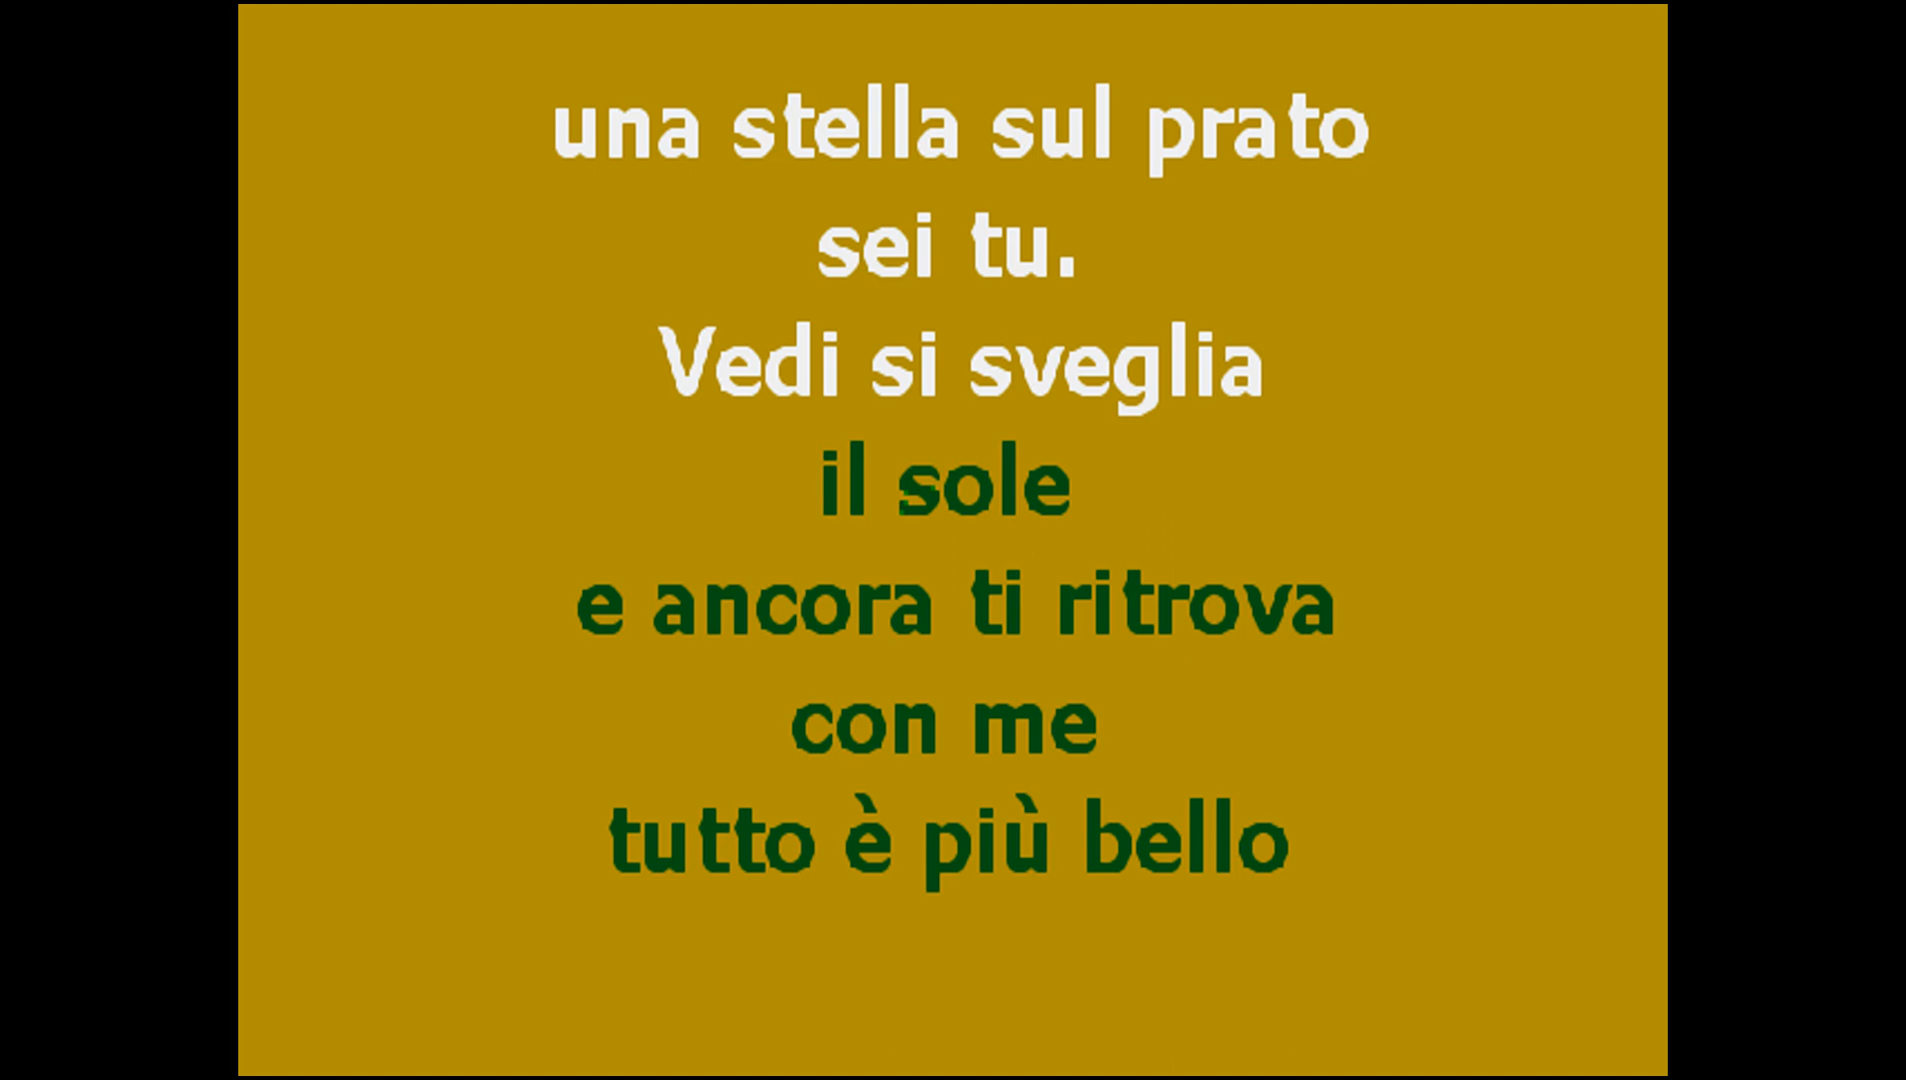 una stella sul prato
sei tu.
Vedi si sveglia
il sole
e ancora ti ritrova
con me
tutto è più bello